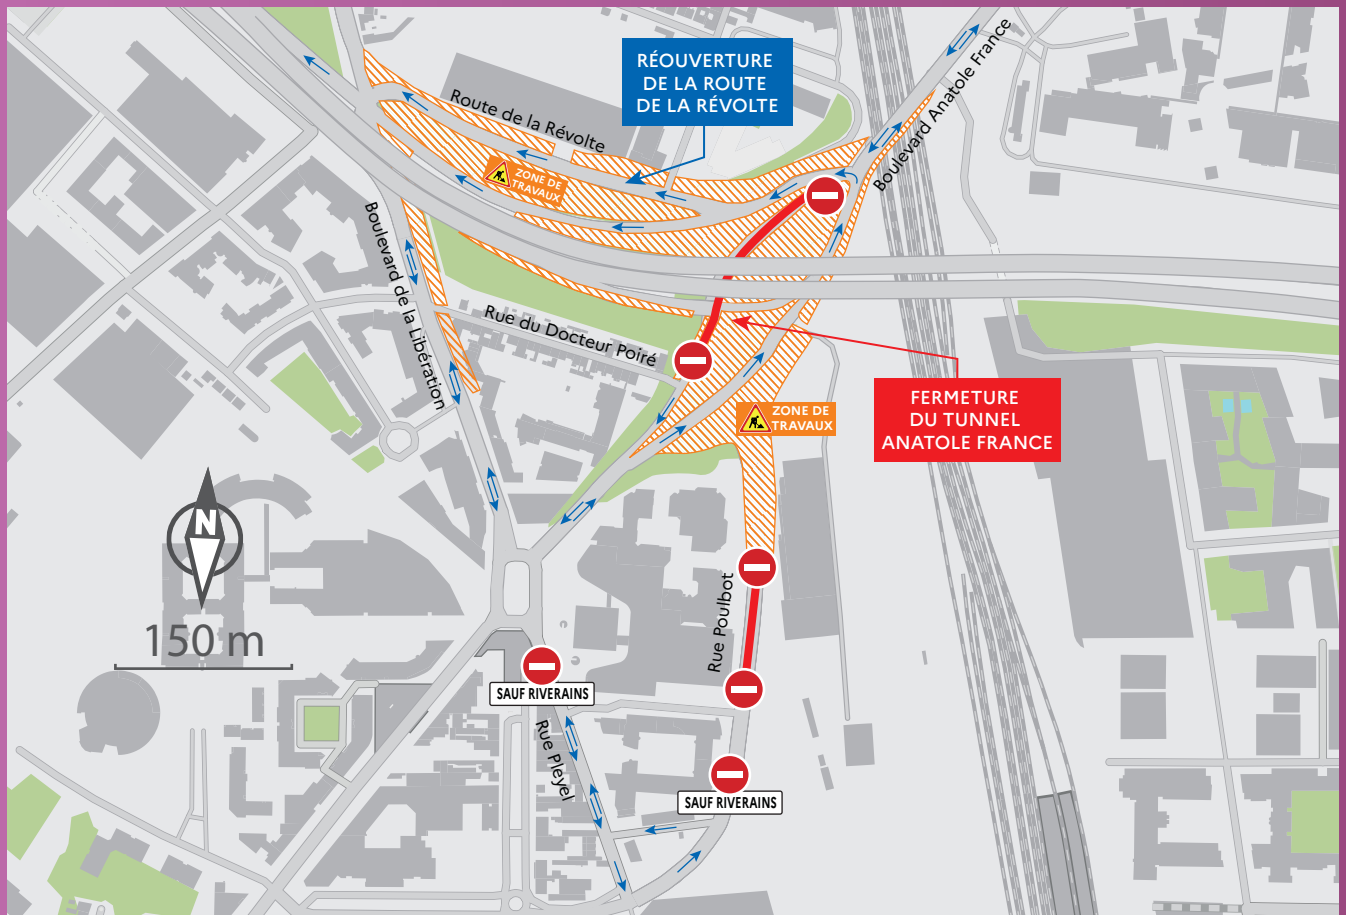 RÉOUVERTURE
DE LA ROUTE
DE LA RÉVOLTE
Boulevard Anatole France
Route de la Révolte
ZONE DE
TRAVAUX
Boulevard de la Libération
Rue du Docteur Poiré
FERMETURE
DU TUNNEL
ANATOLE FRANCE
ZONE DE
TRAVAUX
N
150 m
Rue Poulbot
SAUF RIVERAINS
Rue Pleyel
SAUF RIVERAINS